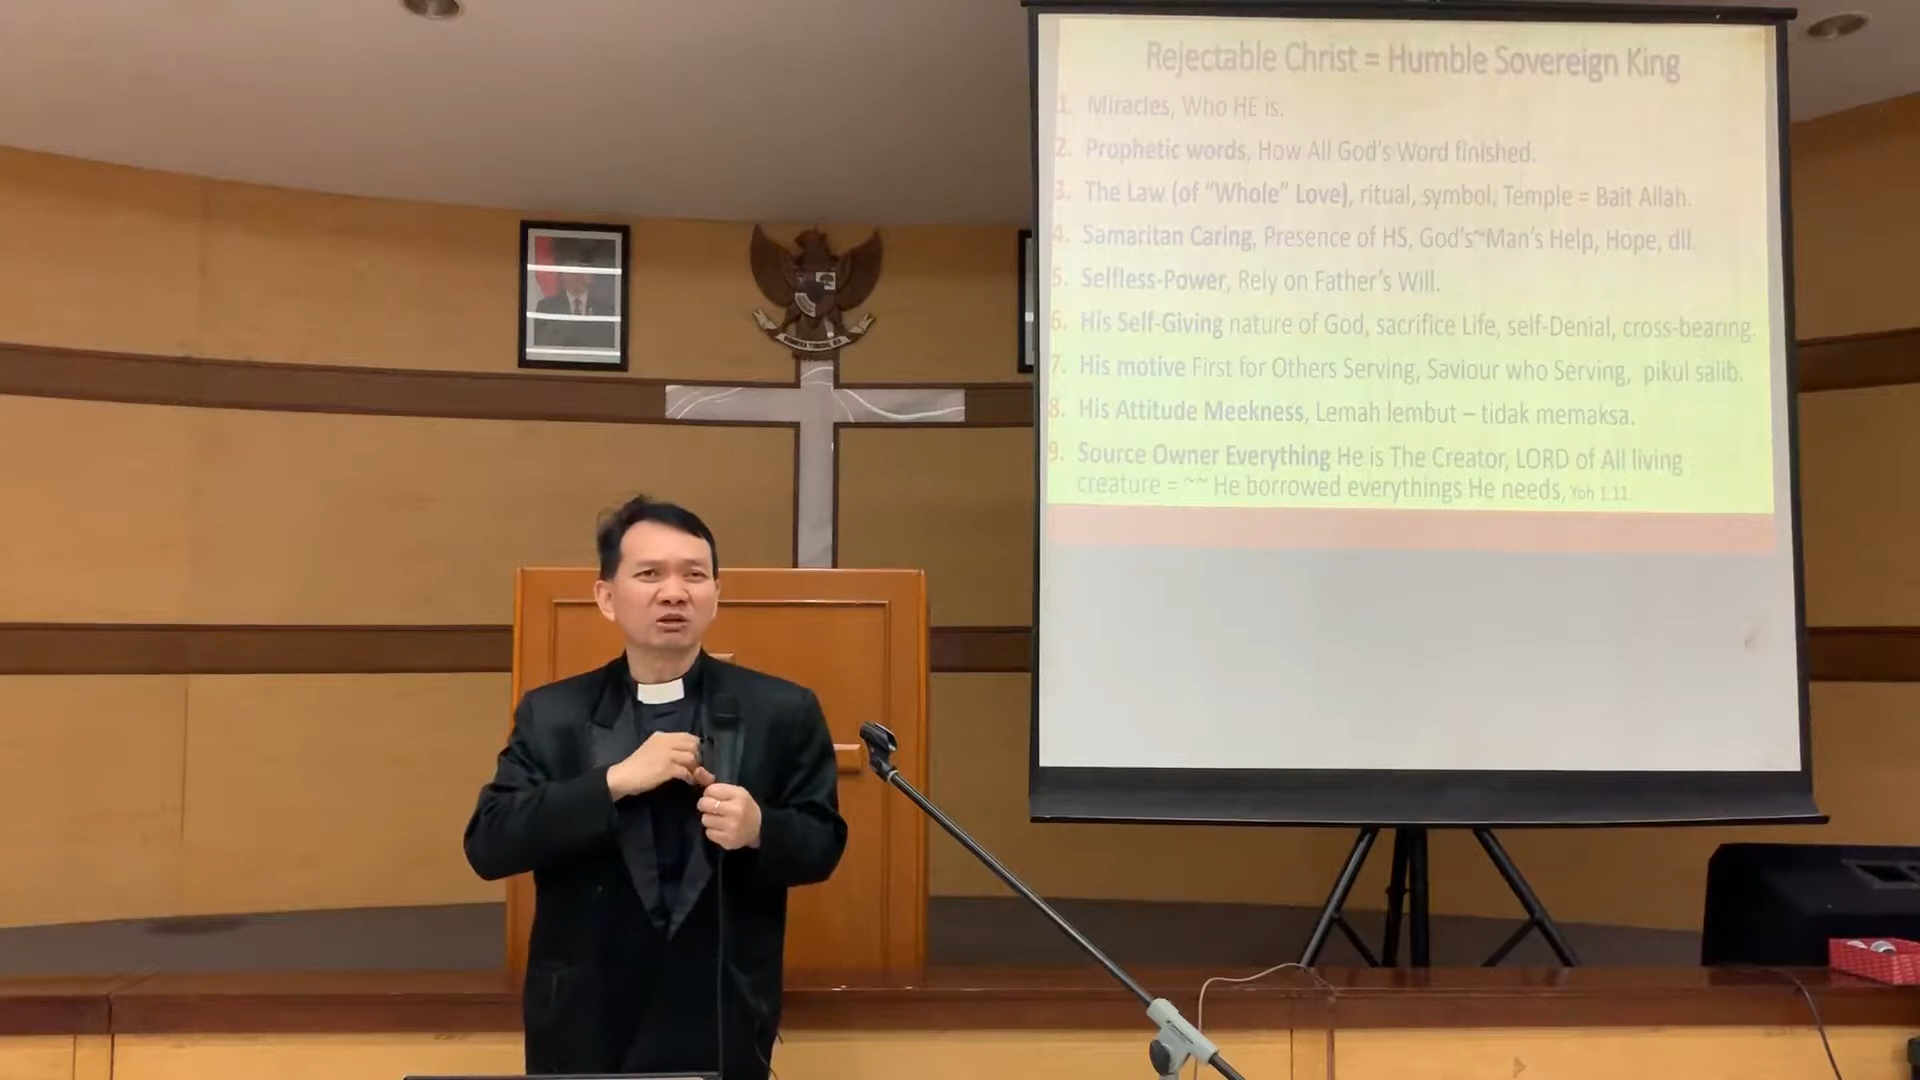 Rejectable Christ = Humble Sovereign King
1. Miracles, Who HE is.
2. Prophetic words, How All God's Word finished.
3. The Law (of "Whole" Love), ritual, symbol, Temple = Bait Allah.
4. Samaritan Caring, Presence of HS, God's~Man's Help, Hope, dll.
5. Selfless-Power, Rely on Father's Will.
6. His Self-Giving nature of God, sacrifice Life, self-Denial, cross-bearing.
7. His motive First for Others Serving, Saviour who Serving, pikul salib.
8. His Attitude Meekness, Lemah lembut – tidak memaksa.
9. Source Owner Everything He is The Creator, LORD of All living
creature = ~~ He borrowed everythings He needs, Yoh 1.11.